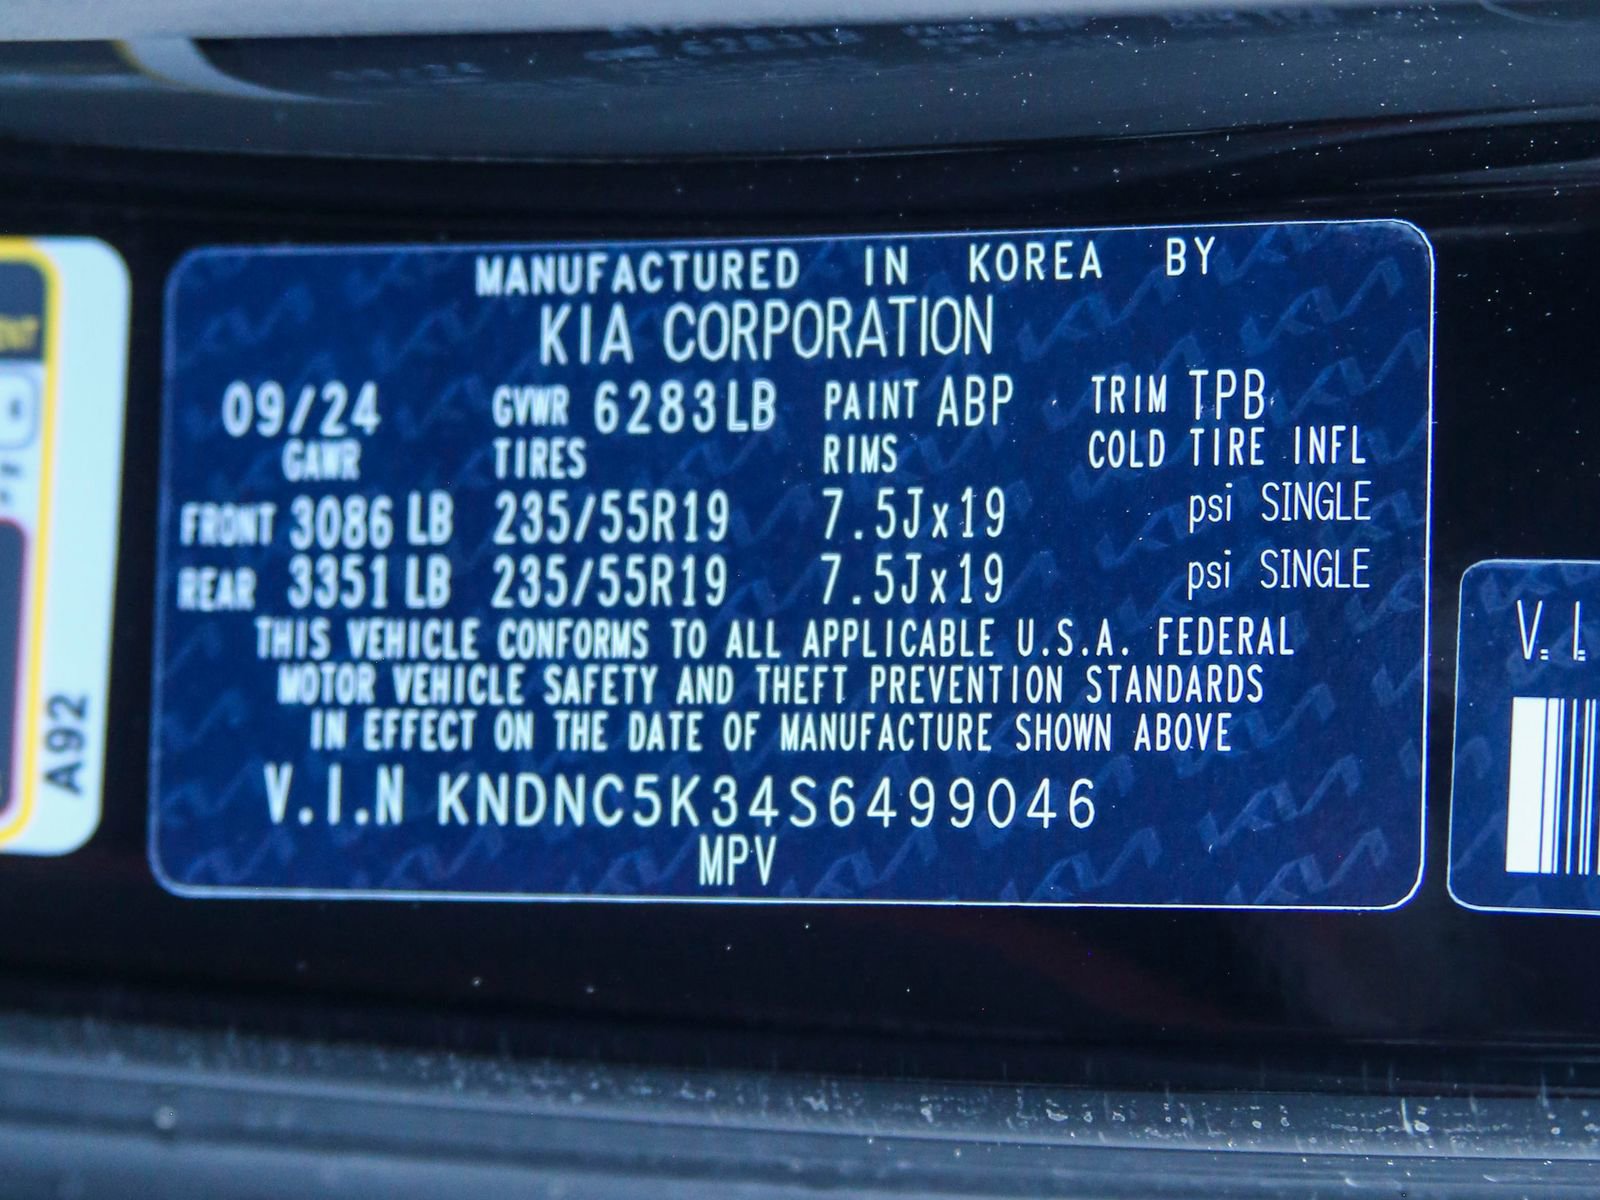 MANUFACTURED IN KOREA BY
KIA CORPORATION
09/24 GVWR 6283LB PAINT ABP TRIM TPB
GAWR TIRES RIMS COLD TIRE INFL
FRONT 3086 LB 235/55R19 7.5Jx19 psi SINGLE
REAR 3351 LB 235/55R19 7.5Jx19 psi SINGLE
THIS VEHICLE CONFORMS TO ALL APPLICABLE U.S.A. FEDERAL
MOTOR VEHICLE SAFETY AND THEFT PREVENTION STANDARDS
IN EFFECT ON THE DATE OF MANUFACTURE SHOWN ABOVE
V.I.N KNDNC5K34S6499046
MPV
A92
V.I.